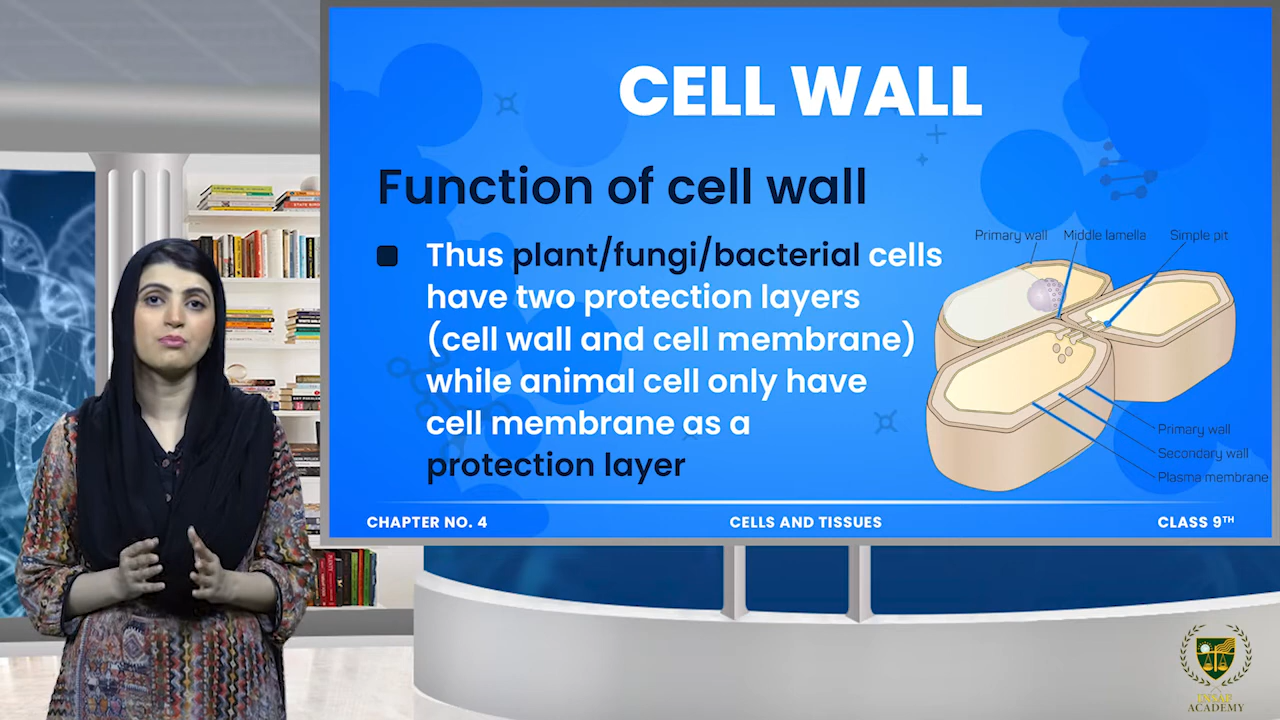 CELL WALL
Function of cell wall
Thus plant/fungi/bacterial cells
have two protection layers
(cell wall and cell membrane)
while animal cell only have
cell membrane as a
protection layer
Primary wall
Middle lamella
Simple pit
Primary wall
Secondary wall
Plasma membrane
CHAPTER NO. 4
CELLS AND TISSUES
CLASS 9TH
ACADEMY